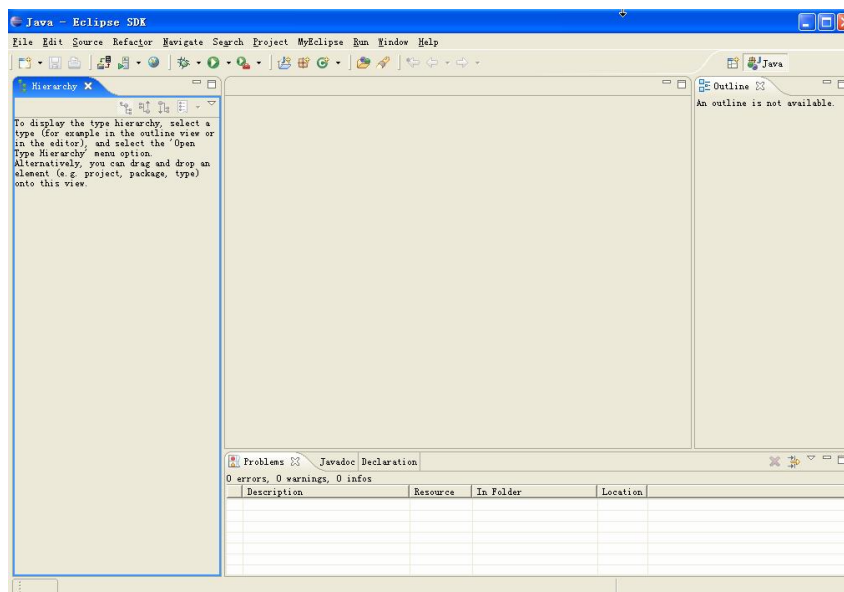 Java - Eclipse SDK
File Edit Source Refactor Navigate Search Project MyEclipse Run Window Help
Java
Hierarchy
Outline
An outline is not available.
To display the type hierarchy, select a
type (for example in the outline view or
in the editor), and select the 'Open
Type Hierarchy' menu option.
Alternatively, you can drag and drop an
element (e.g. project, package, type)
onto this view.
Problems Javadoc Declaration
0 errors, 0 warnings, 0 infos
Description Resource In Folder Location